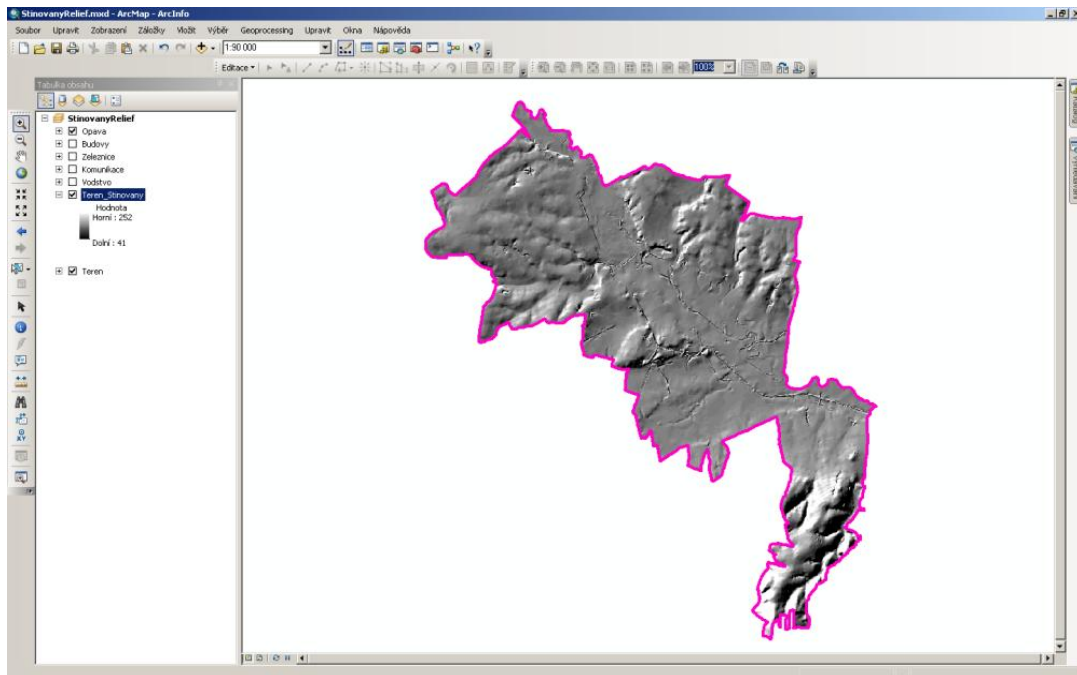 StinovanyRelief.mxd - ArcMap - ArcInfo
Soubor Upravit Zobrazení Záložky Vložit Výběr Geoprocessing Upravit Okna Nápověda
1:90 000
Editace 100%
Tabulka obsahu
StinovanyRelief
Opava
Budovy
Zeleznice
Komunikace
Vodstvo
Teren_Stinovany
Hodnota
Horní : 252
Dolní : 41
Teren